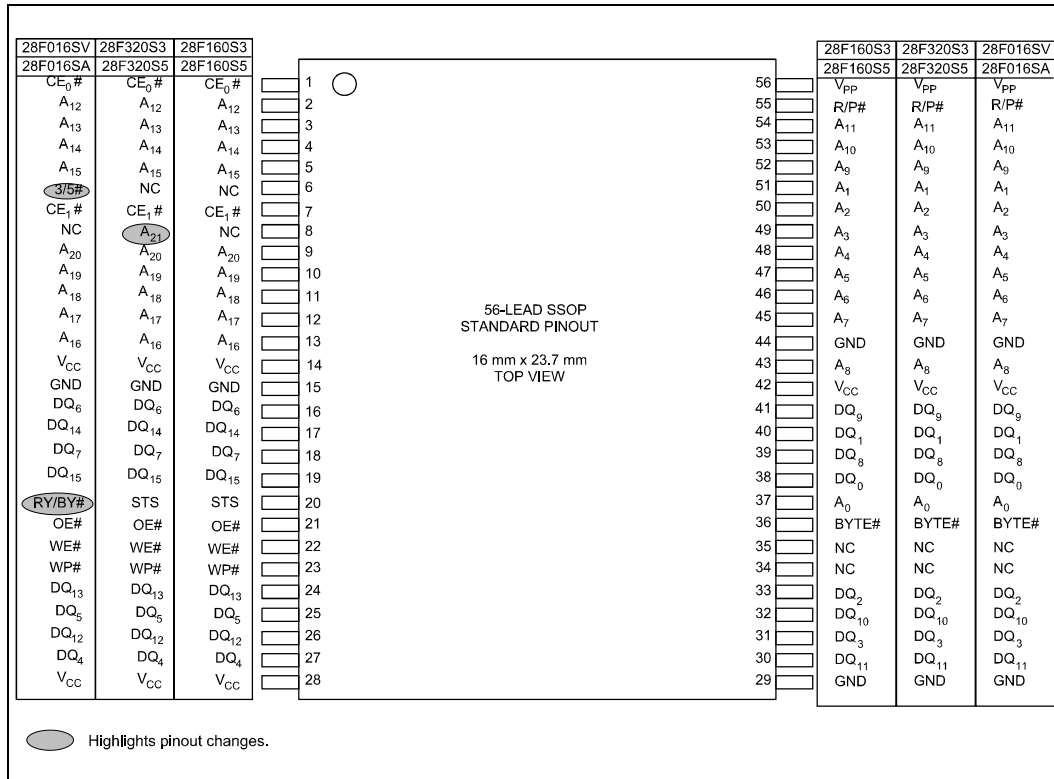 28F016SV 28F320S3 28F160S3 28F160S3 28F320S3 28F016SV
28F016SA 28F320S5 28F160S5 28F160S5 28F320S5 28F016SA
CE0# CE0# CE0# 1 56 VPP VPP VPP
A12 A12 A12 2 55 R/P# R/P# R/P#
A13 A13 A13 3 54 A11 A11 A11
A14 A14 A14 4 53 A10 A10 A10
A15 A15 A15 5 52 A9 A9 A9
3/5# NC NC 6 51 A1 A1 A1
CE1# CE1# CE1# 7 50 A2 A2 A2
NC A21 NC 8 49 A3 A3 A3
A20 A20 A20 9 48 A4 A4 A4
A19 A19 A19 10 47 A5 A5 A5
A18 A18 A18 11 46 A6 A6 A6
A17 A17 A17 12 45 A7 A7 A7
A16 A16 A16 13 44 GND GND GND
VCC VCC VCC 14 43 A8 A8 A8
GND GND GND 15 42 VCC VCC VCC
DQ6 DQ6 DQ6 16 41 DQ9 DQ9 DQ9
DQ14 DQ14 DQ14 17 40 DQ1 DQ1 DQ1
DQ7 DQ7 DQ7 18 39 DQ8 DQ8 DQ8
DQ15 DQ15 DQ15 19 38 DQ0 DQ0 DQ0
RY/BY# STS STS 20 37 A0 A0 A0
OE# OE# OE# 21 36 BYTE# BYTE# BYTE#
WE# WE# WE# 22 35 NC NC NC
WP# WP# WP# 23 34 NC NC NC
DQ13 DQ13 DQ13 24 33 DQ2 DQ2 DQ2
DQ5 DQ5 DQ5 25 32 DQ10 DQ10 DQ10
DQ12 DQ12 DQ12 26 31 DQ3 DQ3 DQ3
DQ4 DQ4 DQ4 27 30 DQ11 DQ11 DQ11
VCC VCC VCC 28 29 GND GND GND
56-LEAD SSOP
STANDARD PINOUT
16 mm x 23.7 mm
TOP VIEW
Highlights pinout changes.